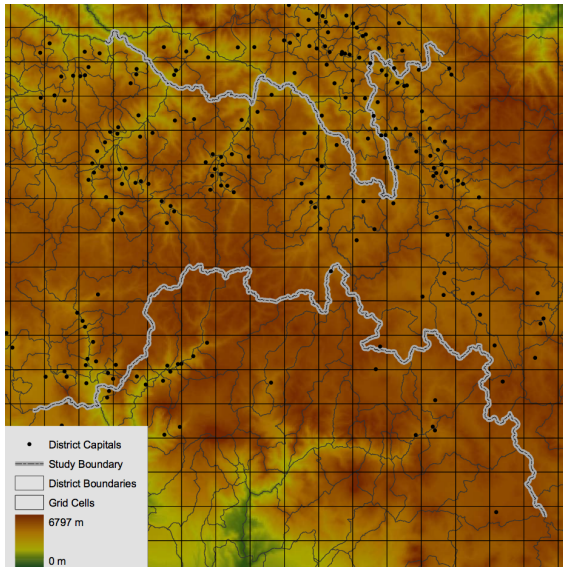 District Capitals
Study Boundary
District Boundaries
Grid Cells
6797 m
0 m